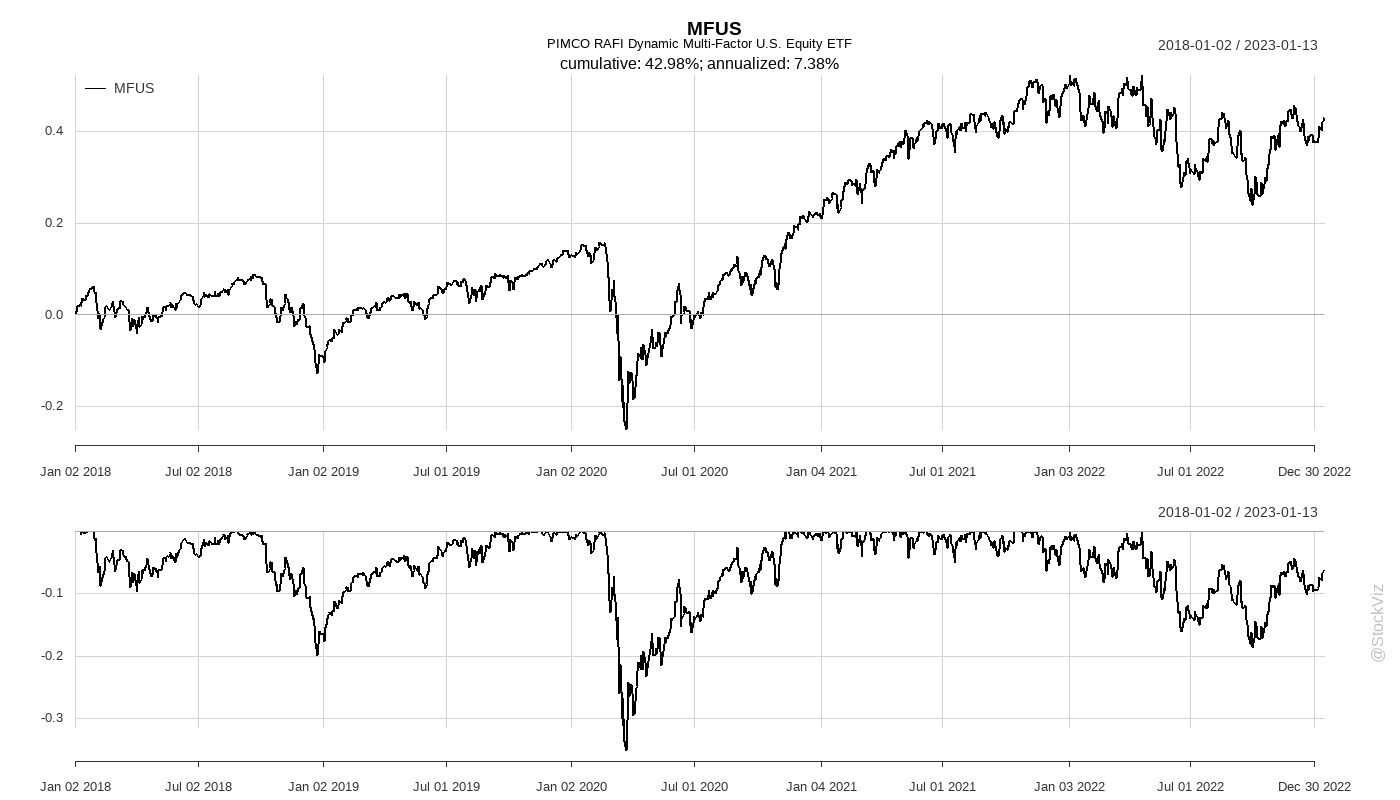 MFUS
PIMCO RAFI Dynamic Multi-Factor U.S. Equity ETF
cumulative: 42.98%; annualized: 7.38%
2018-01-02 / 2023-01-13
MFUS
0.4
0.2
0.0
-0.2
Jan 02 2018 Jul 02 2018 Jan 02 2019 Jul 01 2019 Jan 02 2020 Jul 01 2020 Jan 04 2021 Jul 01 2021 Jan 03 2022 Jul 01 2022 Dec 30 2022
2018-01-02 / 2023-01-13
-0.1
-0.2
-0.3
Jan 02 2018 Jul 02 2018 Jan 02 2019 Jul 01 2019 Jan 02 2020 Jul 01 2020 Jan 04 2021 Jul 01 2021 Jan 03 2022 Jul 01 2022 Dec 30 2022
@StockViz